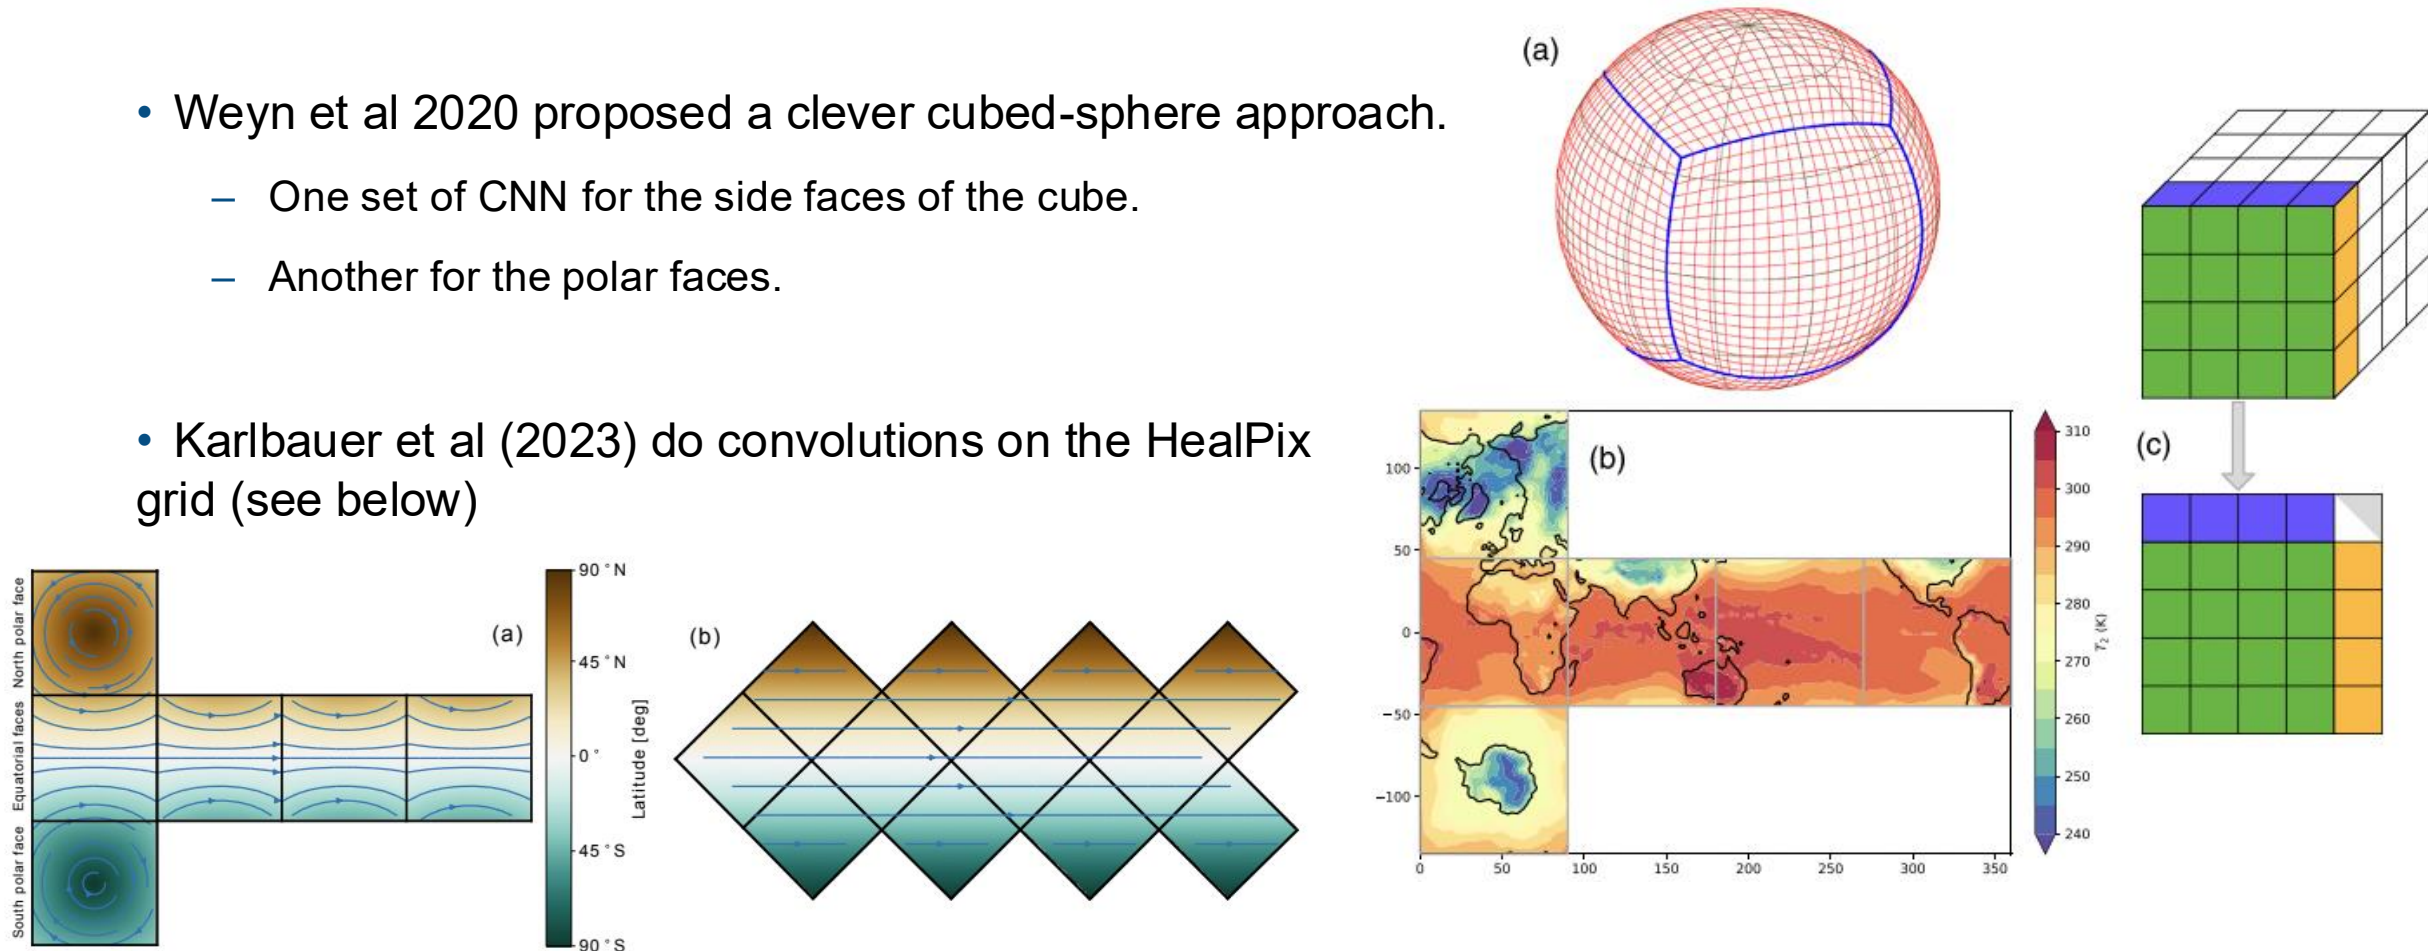 • Weyn et al 2020 proposed a clever cubed-sphere approach.
– One set of CNN for the side faces of the cube.
– Another for the polar faces.
• Karlbauer et al (2023) do convolutions on the HealPix
grid (see below)
(a)
(b)
(c)
100
50
0
−50
−100
0
50
100
150
200
250
300
350
310
300
290
280
270
260
250
240
T₂ (K)
North polar face
Equatorial faces
South polar face
(a)
90 °N
45 °N
0 °
45 °S
90 °S
Latitude [deg]
(b)